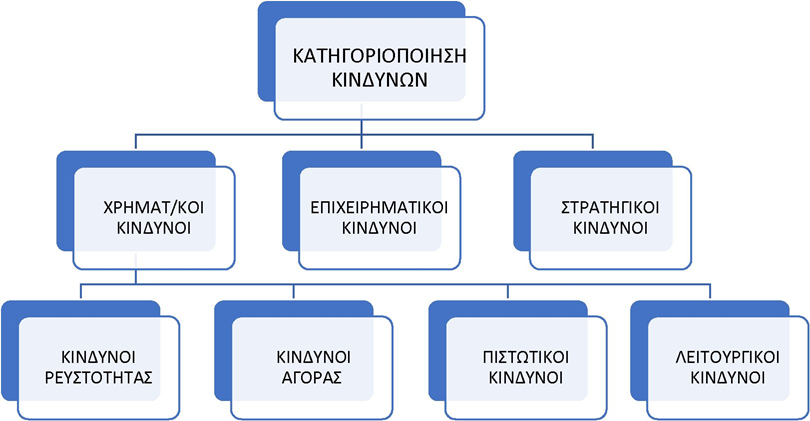 ΚΑΤΗΓΟΡΙΟΠΟΙΗΣΗ
ΚΙΝΔΥΝΩΝ
ΧΡΗΜΑΤ/ΚΟΙ
ΚΙΝΔΥΝΟΙ
ΕΠΙΧΕΙΡΗΜΑΤΙΚΟΙ
ΚΙΝΔΥΝΟΙ
ΣΤΡΑΤΗΓΙΚΟΙ
ΚΙΝΔΥΝΟΙ
ΚΙΝΔΥΝΟΙ
ΡΕΥΣΤΟΤΗΤΑΣ
ΚΙΝΔΥΝΟΙ
ΑΓΟΡΑΣ
ΠΙΣΤΩΤΙΚΟΙ
ΚΙΝΔΥΝΟΙ
ΛΕΙΤΟΥΡΓΙΚΟΙ
ΚΙΝΔΥΝΟΙ